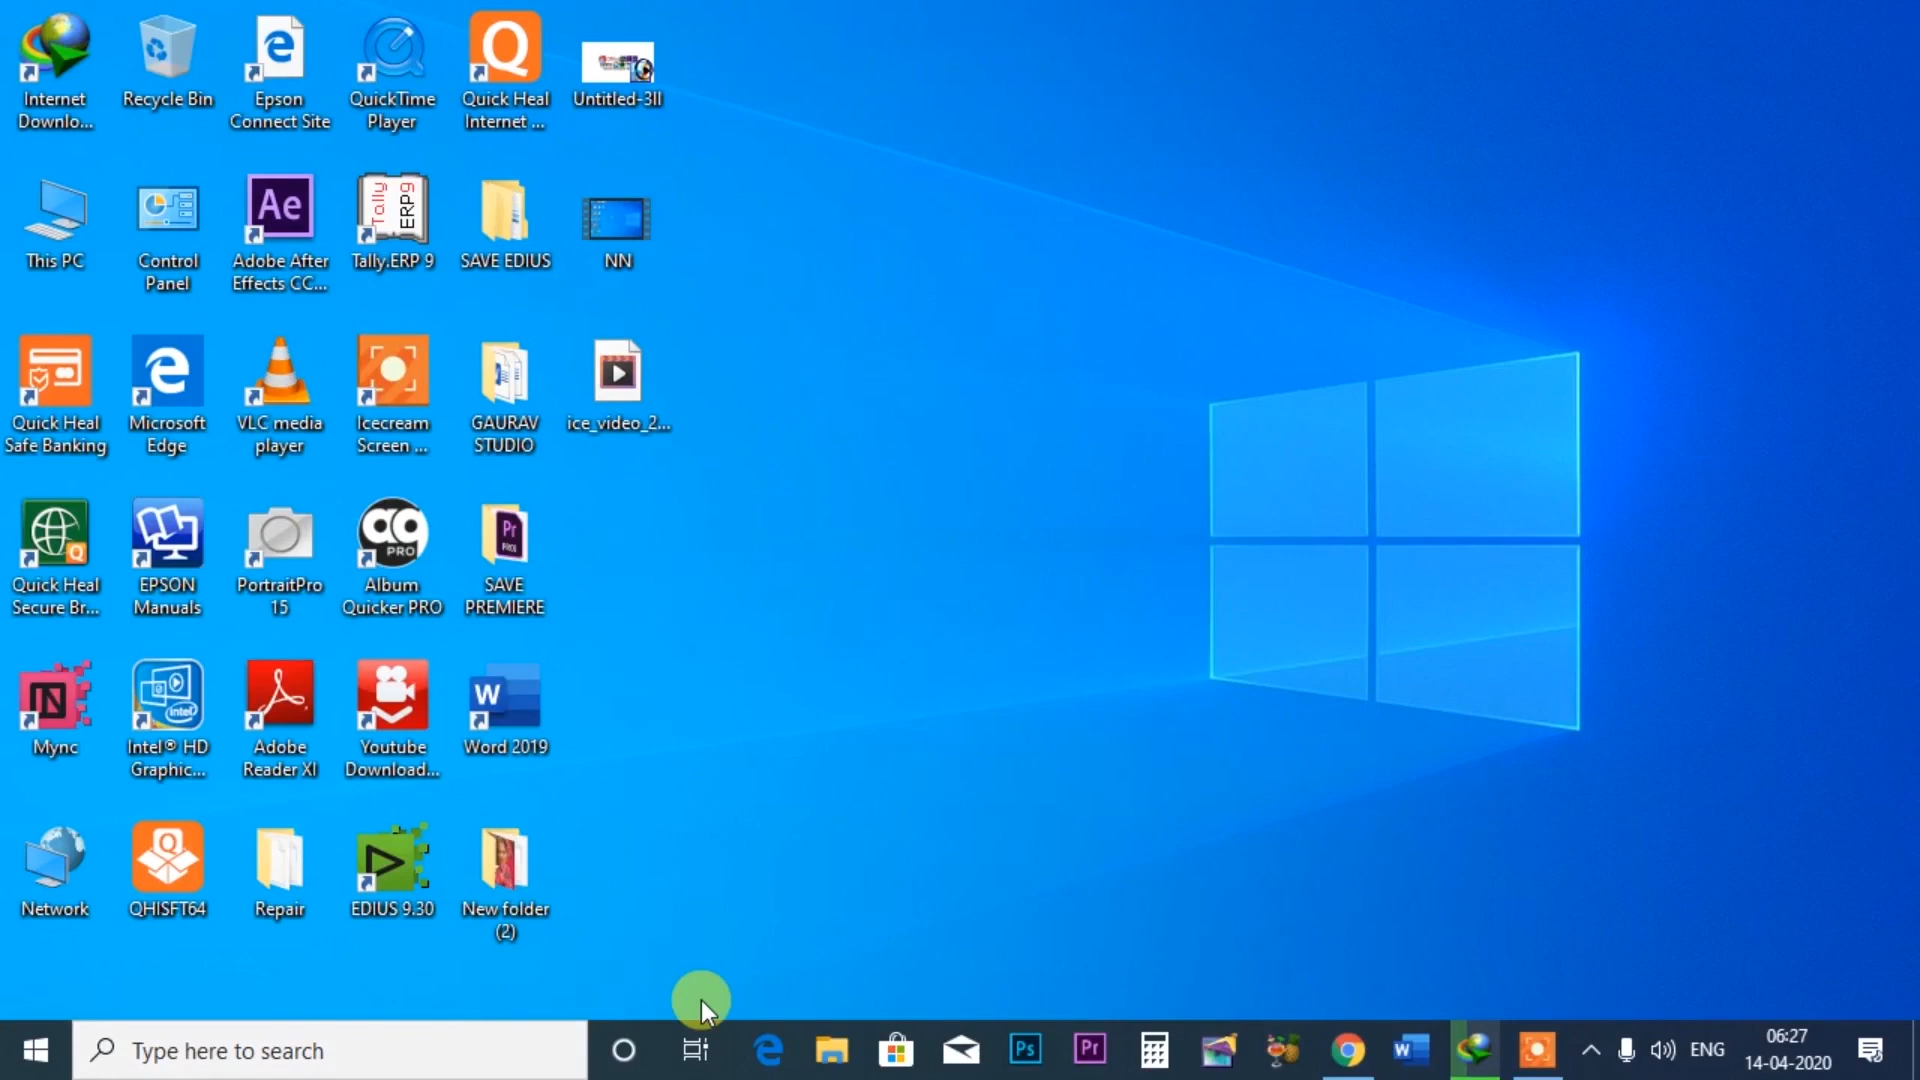 Internet
Downlo...
Recycle Bin
Epson
Connect Site
QuickTime
Player
Quick Heal
Internet ...
Untitled-3ll
This PC
Control
Panel
Ae
Adobe After
Effects CC...
Tally
ERP9
Tally.ERP 9
SAVE EDIUS
NN
Quick Heal
Safe Banking
Microsoft
Edge
VLC media
player
Icecream
Screen ...
GAURAV
STUDIO
ice_video_2...
Quick Heal
Secure Br...
EPSON
Manuals
PortraitPro
15
PRO
Album
Quicker PRO
Pr
SAVE
PREMIERE
Mync
intel
Intel® HD
Graphic...
Adobe
Reader XI
Youtube
Download...
W
Word 2019
Network
QHISFT64
Repair
EDIUS 9.30
New folder
(2)
Type here to search
Ps
Pr
W
ENG
06:27
14-04-2020